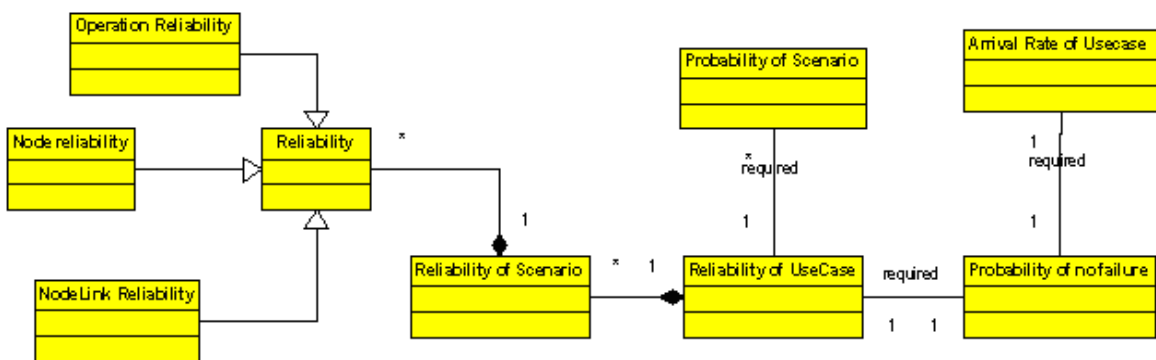 Operation Reliability
Probability of Scenario
Arrival Rate of Usecase
Node reliability
Reliability
*
*
required
1
required
1
1
1
Reliability of Scenario
*
1
Reliability of UseCase
required
Probability of nofailure
NodeLink Reliability
1
1